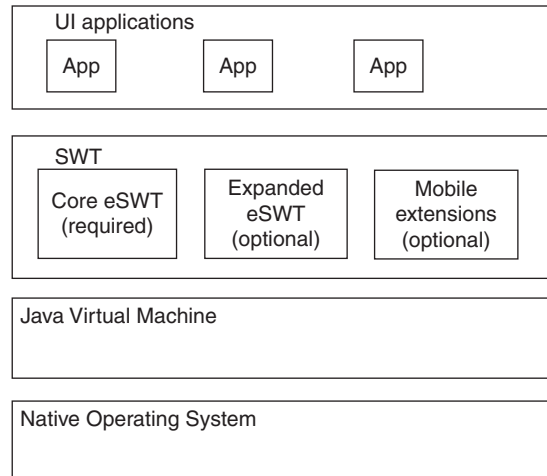 UI applications
App
App
App
SWT
Core eSWT
(required)
Expanded
eSWT
(optional)
Mobile
extensions
(optional)
Java Virtual Machine
Native Operating System